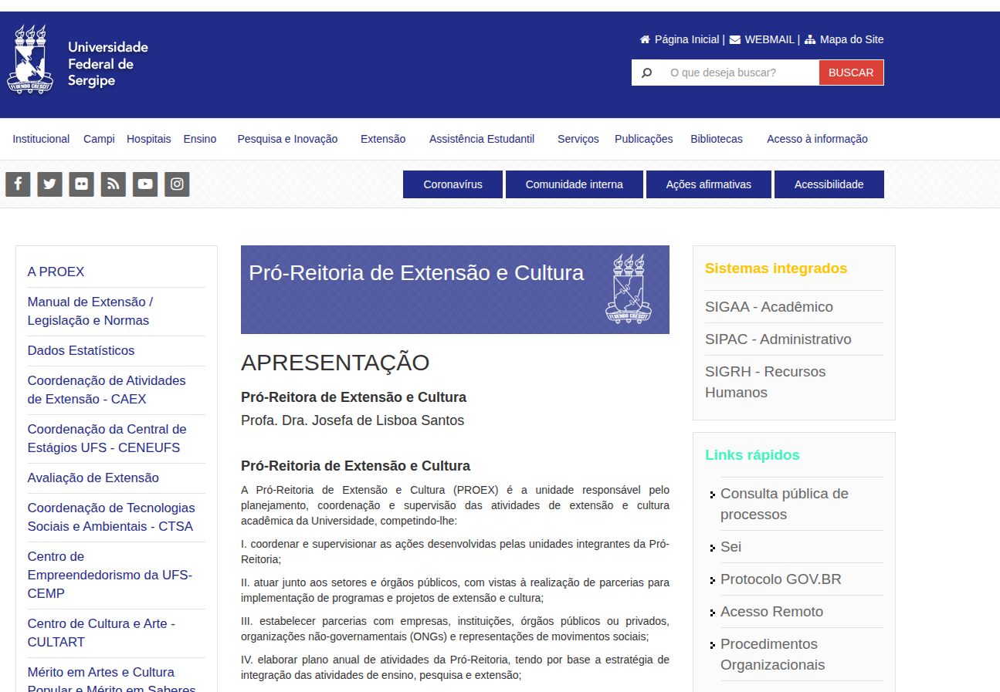 Universidade
Federal de
Sergipe
FLUENDO CRESCIT
Página Inicial | WEBMAIL | Mapa do Site
O que deseja buscar?
BUSCAR
Institucional Campi Hospitais Ensino Pesquisa e Inovação Extensão Assistência Estudantil Serviços Publicações Bibliotecas Acesso à informação
Coronavírus Comunidade interna Ações afirmativas Acessibilidade
A PROEX
Manual de Extensão /
Legislação e Normas
Dados Estatísticos
Coordenação de Atividades
de Extensão - CAEX
Coordenação da Central de
Estágios UFS - CENEUFS
Avaliação de Extensão
Coordenação de Tecnologias
Sociais e Ambientais - CTSA
Centro de
Empreendedorismo da UFS-
CEMP
Centro de Cultura e Arte -
CULTART
Mérito em Artes e Cultura
Popular e Mérito em Saberes
Pró-Reitoria de Extensão e Cultura
FLUENDO CRESCIT
APRESENTAÇÃO
Pró-Reitora de Extensão e Cultura
Profa. Dra. Josefa de Lisboa Santos
Pró-Reitoria de Extensão e Cultura
A Pró-Reitoria de Extensão e Cultura (PROEX) é a unidade responsável pelo
planejamento, coordenação e supervisão das atividades de extensão e cultura
acadêmica da Universidade, competindo-lhe:
I. coordenar e supervisionar as ações desenvolvidas pelas unidades integrantes da Pró-
Reitoria;
II. atuar junto aos setores e órgãos públicos, com vistas à realização de parcerias para
implementação de programas e projetos de extensão e cultura;
III. estabelecer parcerias com empresas, instituições, órgãos públicos ou privados,
organizações não-governamentais (ONGs) e representações de movimentos sociais;
IV. elaborar plano anual de atividades da Pró-Reitoria, tendo por base a estratégia de
integração das atividades de ensino, pesquisa e extensão;
Sistemas integrados
SIGAA - Acadêmico
SIPAC - Administrativo
SIGRH - Recursos
Humanos
Links rápidos
Consulta pública de
processos
Sei
Protocolo GOV.BR
Acesso Remoto
Procedimentos
Organizacionais